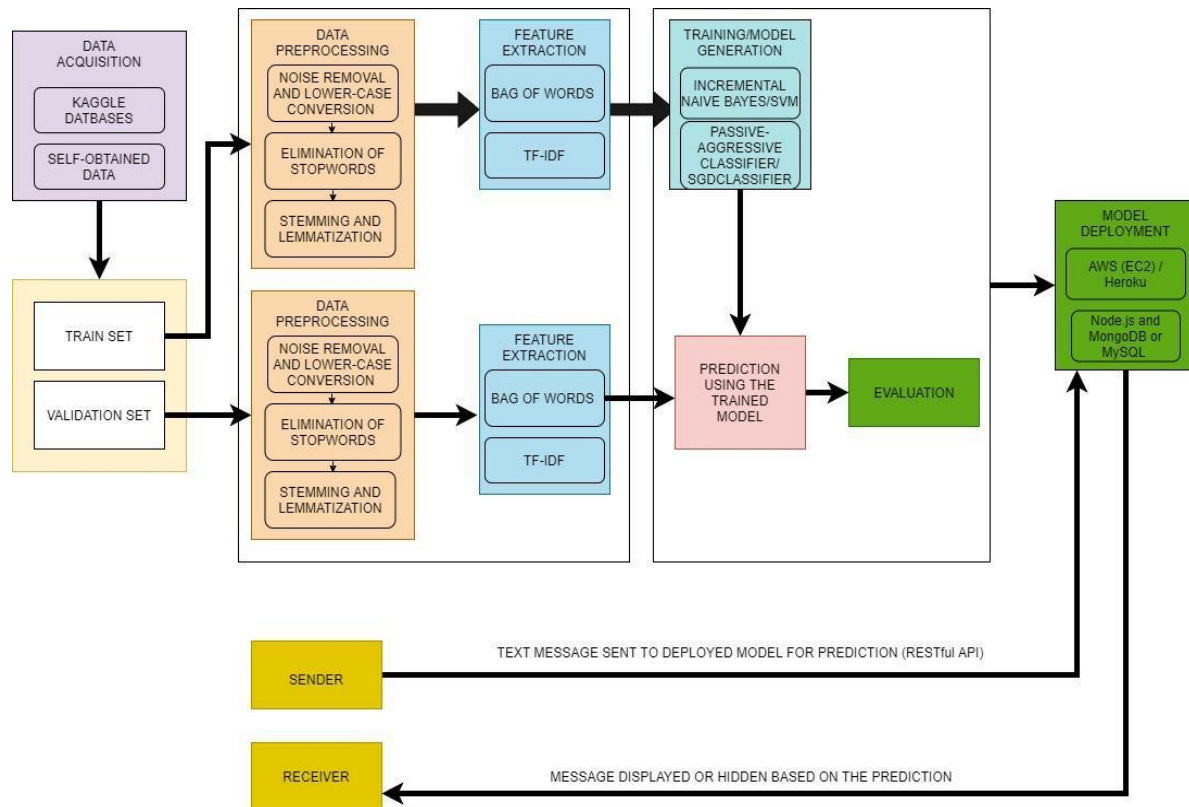 DATA
ACQUISITION
KAGGLE
DATBASES
SELF-OBTAINED
DATA
TRAIN SET
VALIDATION SET
DATA
PREPROCESSING
NOISE REMOVAL
AND LOWER-CASE
CONVERSION
ELIMINATION OF
STOPWORDS
STEMMING AND
LEMMATIZATION
FEATURE
EXTRACTION
BAG OF WORDS
TF-IDF
TRAINING/MODEL
GENERATION
INCREMENTAL
NAIVE BAYES/SVM
PASSIVE-
AGGRESSIVE
CLASSIFIER/
SGDCLASSIFIER
DATA
PREPROCESSING
NOISE REMOVAL
AND LOWER-CASE
CONVERSION
ELIMINATION OF
STOPWORDS
STEMMING AND
LEMMATIZATION
FEATURE
EXTRACTION
BAG OF WORDS
TF-IDF
PREDICTION
USING THE
TRAINED
MODEL
EVALUATION
MODEL
DEPLOYMENT
AWS (EC2) /
Heroku
Node.js and
MongoDB or
MySQL
SENDER
TEXT MESSAGE SENT TO DEPLOYED MODEL FOR PREDICTION (RESTful API)
RECEIVER
MESSAGE DISPLAYED OR HIDDEN BASED ON THE PREDICTION